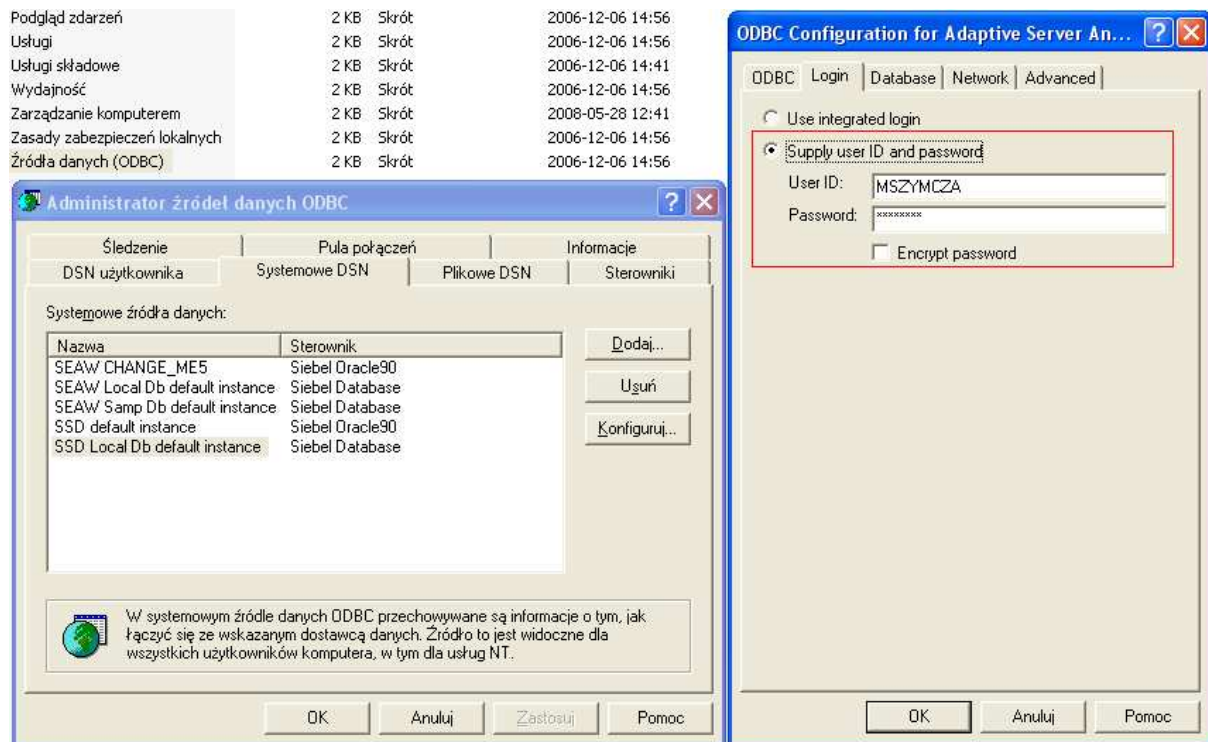 Podgląd zdarzeń 2 KB Skrót 2006-12-06 14:56
Usługi 2 KB Skrót 2006-12-06 14:56
Usługi składowe 2 KB Skrót 2006-12-06 14:41
Wydajność 2 KB Skrót 2006-12-06 14:56
Zarządzanie komputerem 2 KB Skrót 2008-05-28 12:41
Zasady zabezpieczeń lokalnych 2 KB Skrót 2006-12-06 14:56
Źródła danych (ODBC) 2 KB Skrót 2006-12-06 14:56
Administrator źródeł danych ODBC
Śledzenie Pula połączeń Informacje
DSN użytkownika Systemowe DSN Plikowe DSN Sterowniki
Systemowe źródła danych:
Nazwa Sterownik
SEAW CHANGE_ME5 Siebel Oracle90
SEAW Local Db default instance Siebel Database
SEAW Samp Db default instance Siebel Database
SSD default instance Siebel Oracle90
SSD Local Db default instance Siebel Database
Dodaj...
Usuń
Konfiguruj...
W systemowym źródle danych ODBC przechowywane są informacje o tym, jak
łączyć się ze wskazanym dostawcą danych. Źródło to jest widoczne dla
wszystkich użytkowników komputera, w tym dla usług NT.
OK Anuluj Zastosuj Pomoc
ODBC Configuration for Adaptive Server An...
ODBC Login Database Network Advanced
Use integrated login
Supply user ID and password
User ID: MSZYMCZA
Password: ××××××××
Encrypt password
OK Anuluj Pomoc